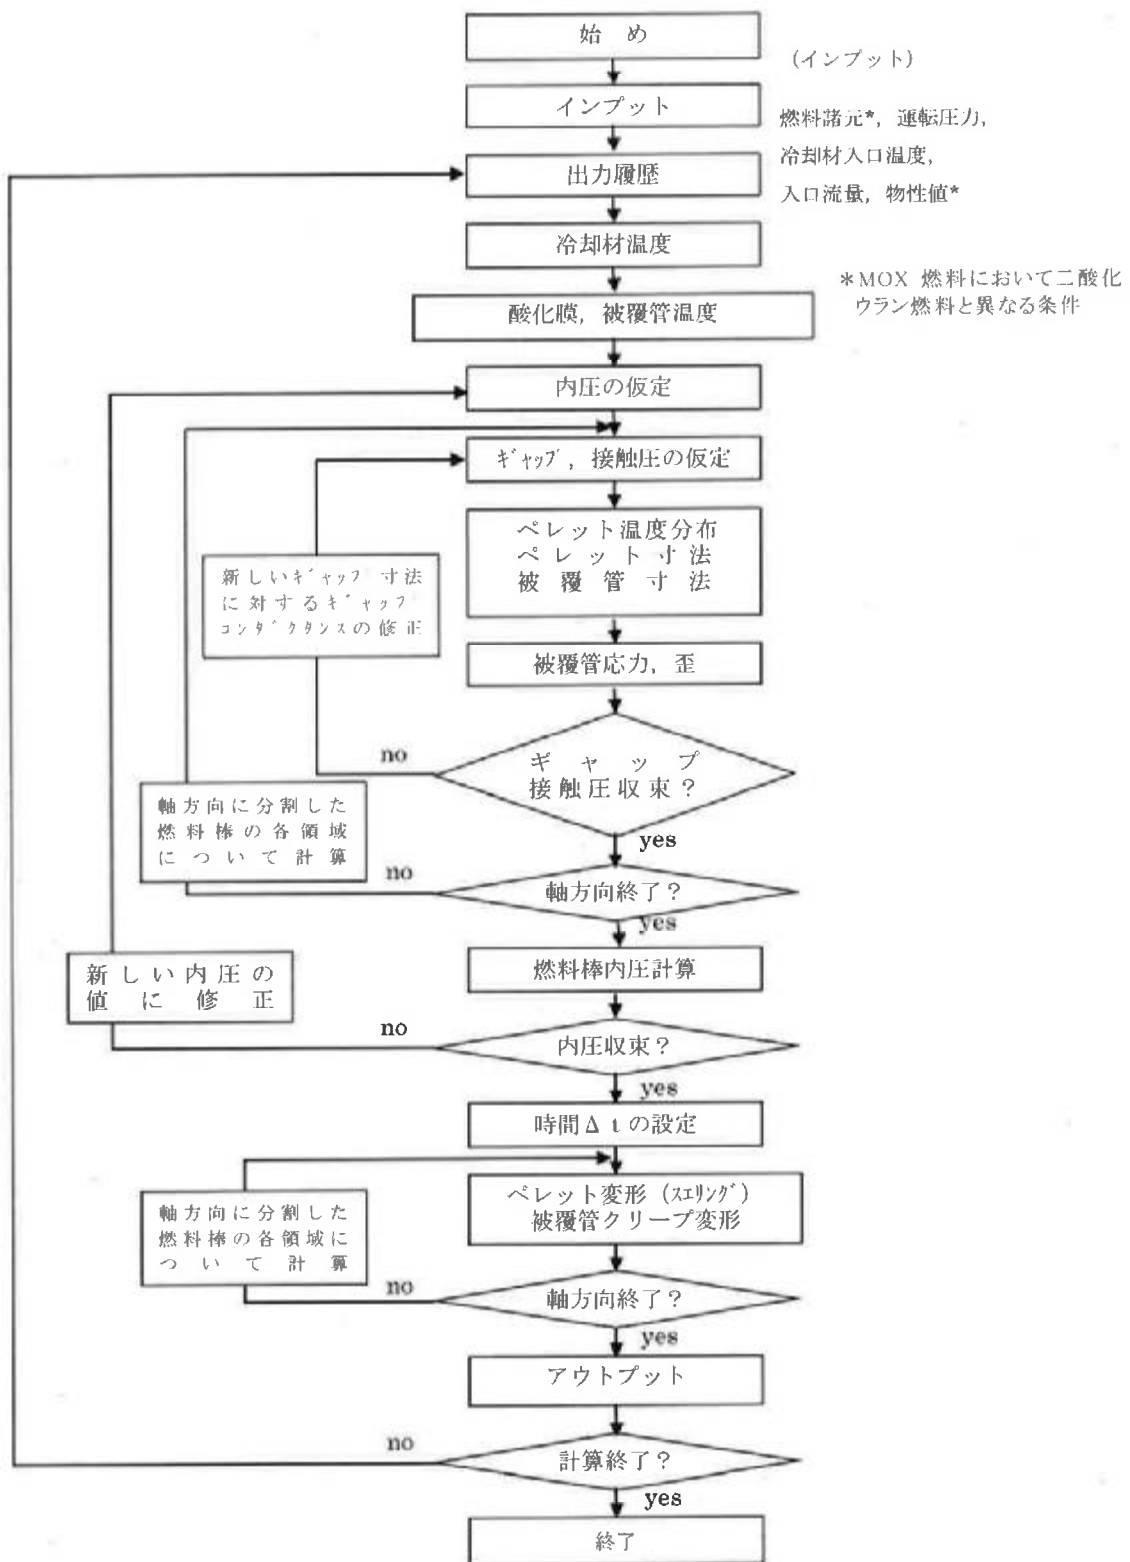 始 め
(インプット)
インプット
燃料諸元*, 運転圧力,
冷却材入口温度,
入口流量, 物性値*
出力履歴
冷却材温度
*MOX 燃料において二酸化
ウラン燃料と異なる条件
酸化膜, 被覆管温度
内圧の仮定
ギャップ, 接触圧の仮定
ペレット温度分布
ペレット寸法
被覆管寸法
新しいギャップ寸法
に対するギャップ
コンダクタンスの修正
被覆管応力, 歪
no
ギャップ
接触圧収束?
yes
軸方向に分割した
燃料棒の各領域
について計算
no
軸方向終了?
yes
燃料棒内圧計算
新しい内圧の
値に修正
no
内圧収束?
yes
時間Δtの設定
ペレット変形(スエリング)
被覆管クリープ変形
軸方向に分割した
燃料棒の各領域に
ついて計算
no
軸方向終了?
yes
アウトプット
no
計算終了?
yes
終了